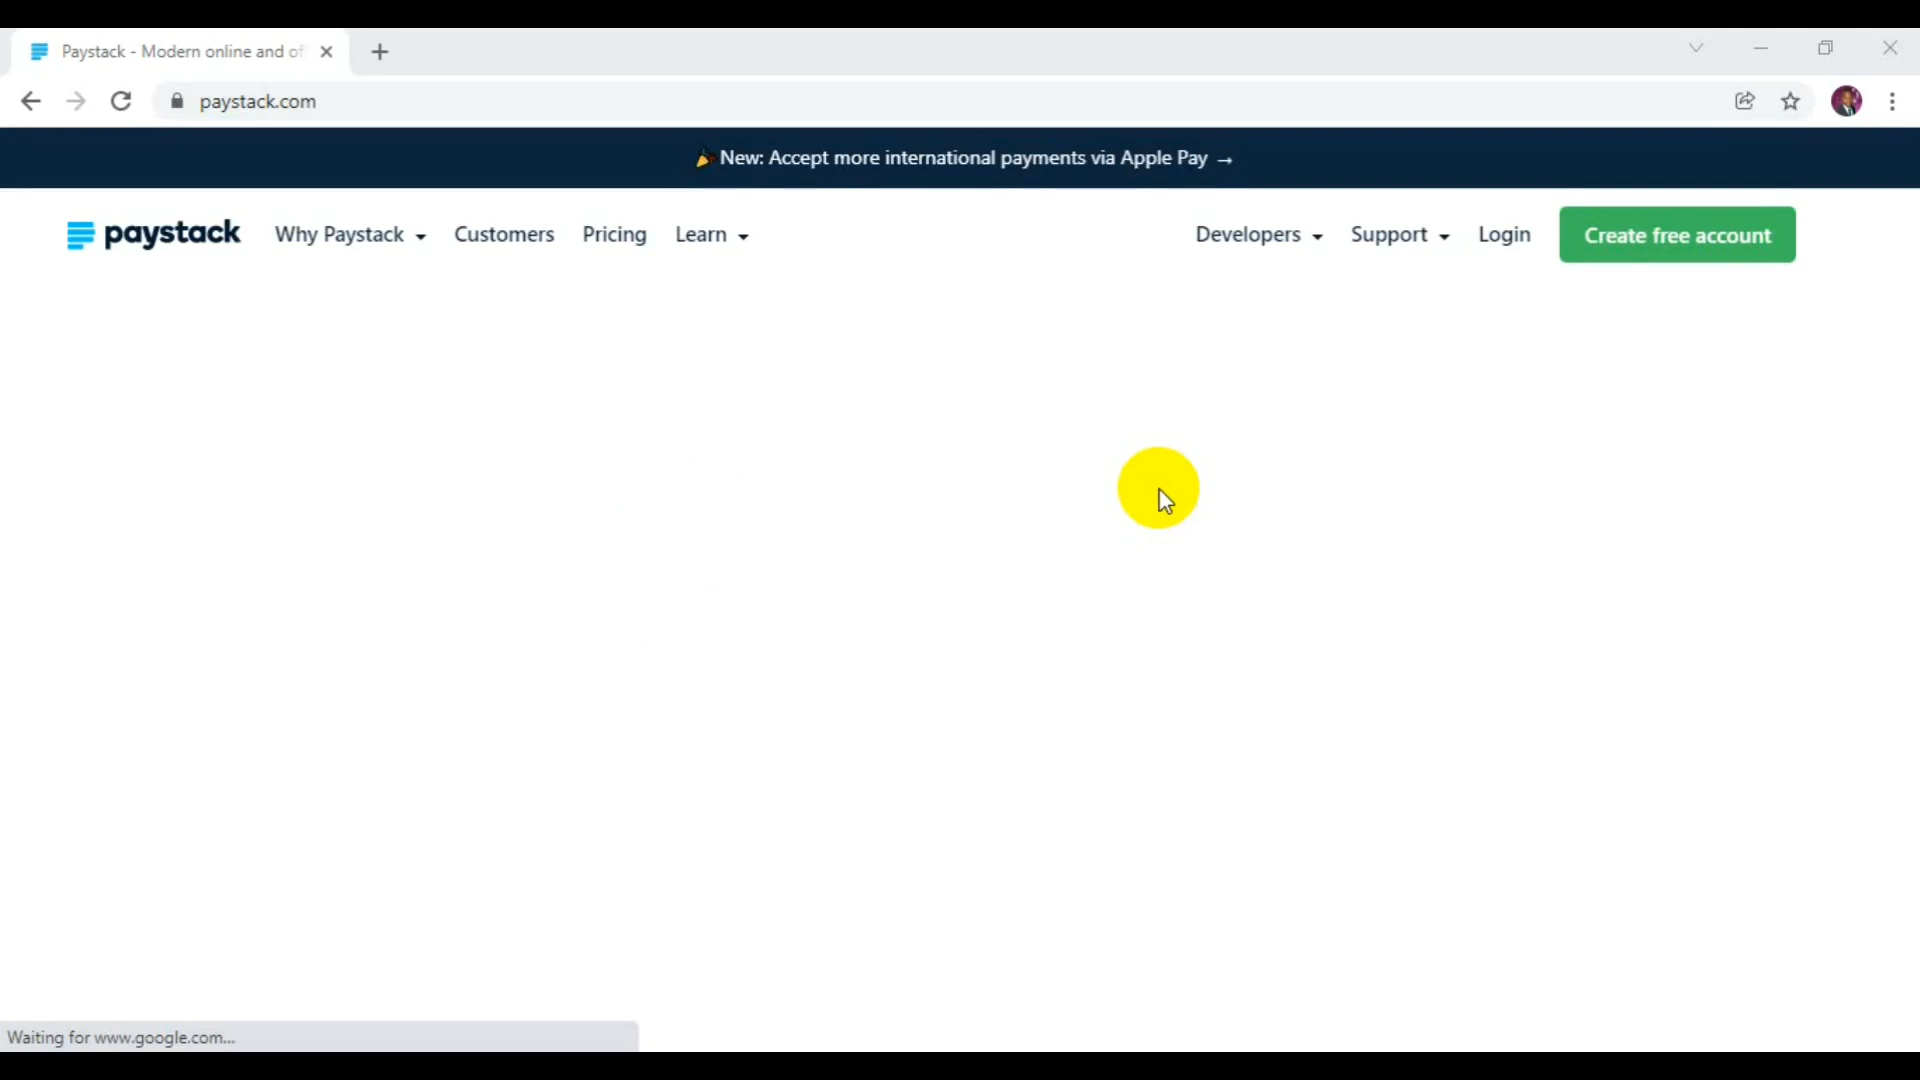 Paystack - Modern online and of
paystack.com
New: Accept more international payments via Apple Pay →
paystack Why Paystack Customers Pricing Learn Developers Support Login Create free account
Waiting for www.google.com...